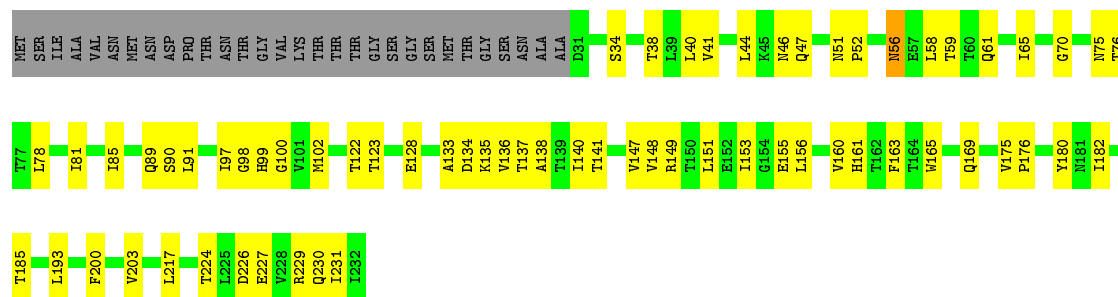 MET SER ILE ALA VAL ASN MET ASN ASP PRO THR ASN THR GLY VAL LYS THR THR THR GLY SER GLY SER MET THR GLY SER ASN ALA ALA D31 S34 T38 L39 L40 V41 L44 K45 N46 Q47 N51 P52 N56 E57 L58 T59 T60 Q61 I65 G70 N75 T76
T77 L78 I81 I85 Q89 S90 L91 I97 G98 H99 G100 V101 M102 T122 T123 E128 A133 D134 K135 V136 T137 A138 T139 I140 T141 V147 V148 R149 T150 L151 E152 I153 G154 E155 L156 V160 H161 T162 F163 T164 W165 Q169 V175 P176 Y180 N181 I182
T185 L193 F200 V203 L217 T224 L225 D226 E227 V228 R229 Q230 I231 I232